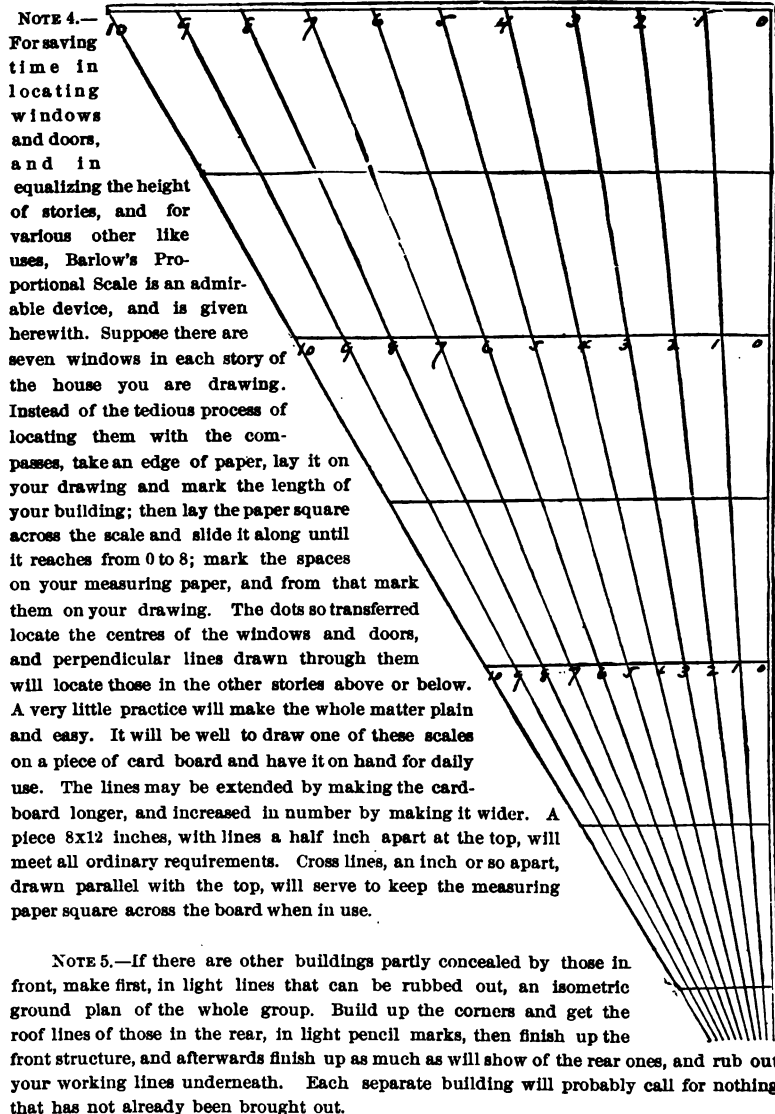 NOTE 4.—
For saving
time in
locating
windows
and doors,
and in
equalizing the height
of stories, and for
various other like
uses, Barlow's Pro-
portional Scale is an admir-
able device, and is given
herewith. Suppose there are
seven windows in each story of
the house you are drawing.
Instead of the tedious process of
locating them with the com-
passes, take an edge of paper, lay it on
your drawing and mark the length of
your building; then lay the paper square
across the scale and slide it along until
it reaches from 0 to 8; mark the spaces
on your measuring paper, and from that mark
them on your drawing. The dots so transferred
locate the centres of the windows and doors,
and perpendicular lines drawn through them
will locate those in the other stories above or below.
A very little practice will make the whole matter plain
and easy. It will be well to draw one of these scales
on a piece of card board and have it on hand for daily
use. The lines may be extended by making the card-
board longer, and increased in number by making it wider. A
piece 8x12 inches, with lines a half inch apart at the top, will
meet all ordinary requirements. Cross lines, an inch or so apart,
drawn parallel with the top, will serve to keep the measuring
paper square across the board when in use.
10 9 8 7 6 5 4 3 2 1 0
10 9 8 7 6 5 4 3 2 1 0
10 9 8 7 6 5 4 3 2 1 0
NOTE 5.—If there are other buildings partly concealed by those in
front, make first, in light lines that can be rubbed out, an isometric
ground plan of the whole group. Build up the corners and get the
roof lines of those in the rear, in light pencil marks, then finish up the
front structure, and afterwards finish up as much as will show of the rear ones, and rub out
your working lines underneath. Each separate building will probably call for nothing
that has not already been brought out.